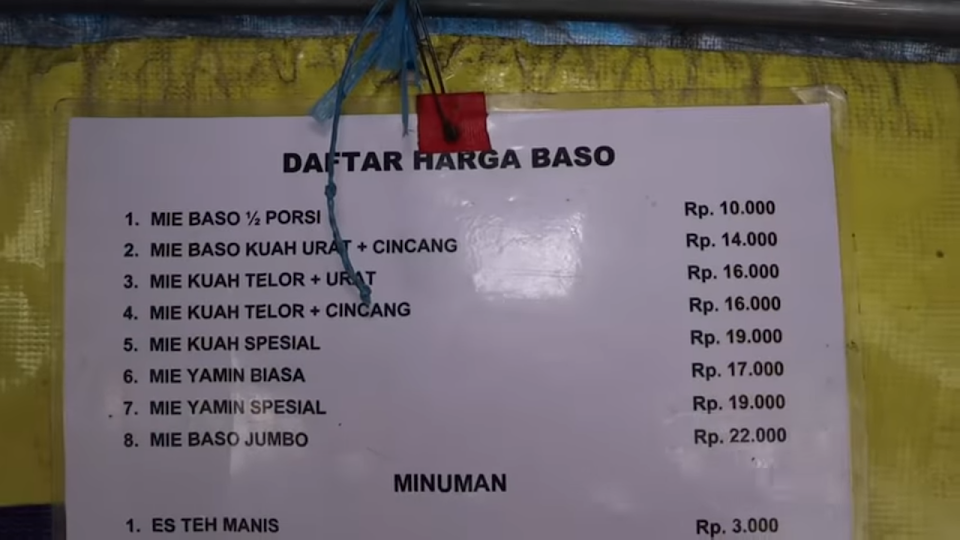 DAFTAR HARGA BASO
1. MIE BASO ½ PORSI Rp. 10.000
2. MIE BASO KUAH URAT + CINCANG Rp. 14.000
3. MIE KUAH TELOR + URAT Rp. 16.000
4. MIE KUAH TELOR + CINCANG Rp. 16.000
5. MIE KUAH SPESIAL Rp. 19.000
6. MIE YAMIN BIASA Rp. 17.000
7. MIE YAMIN SPESIAL Rp. 19.000
8. MIE BASO JUMBO Rp. 22.000
MINUMAN
1. ES TEH MANIS Rp. 3.000